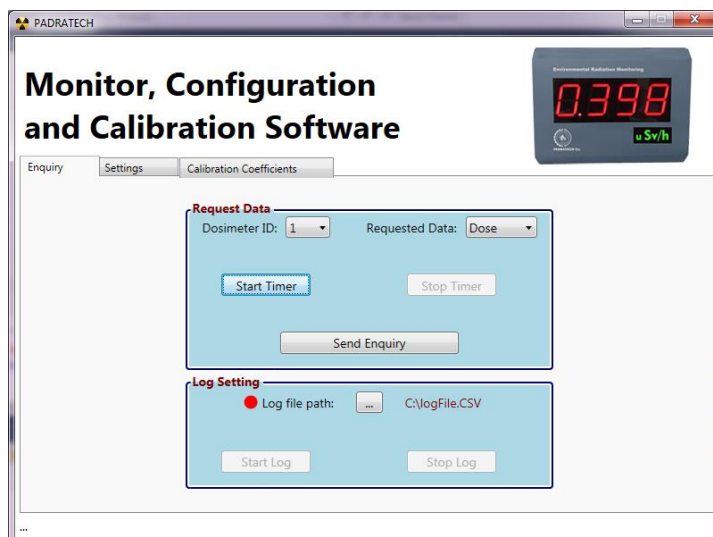 PADRATECH
Monitor, Configuration
and Calibration Software
Environmental Radiation Monitoring
0.398
uSv/h
Enquiry
Settings
Calibration Coefficients
Request Data
Dosimeter ID: 1
Requested Data: Dose
Start Timer
Stop Timer
Send Enquiry
Log Setting
Log file path: ... C:\logFile.CSV
Start Log
Stop Log
...